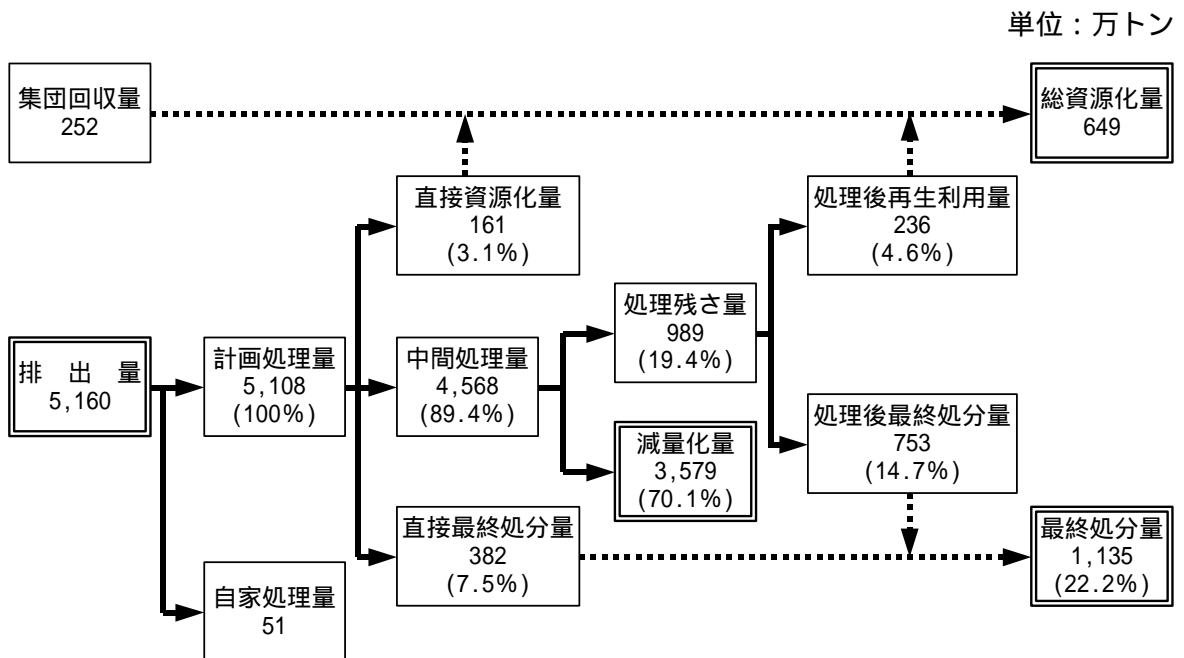 単位：万トン
集団回収量
252
総資源化量
649
直接資源化量
161
(3.1%)
処理後再生利用量
236
(4.6%)
処理残さ量
989
(19.4%)
排　出　量
5,160
計画処理量
5,108
(100%)
中間処理量
4,568
(89.4%)
減量化量
3,579
(70.1%)
処理後最終処分量
753
(14.7%)
直接最終処分量
382
(7.5%)
最終処分量
1,135
(22.2%)
自家処理量
51